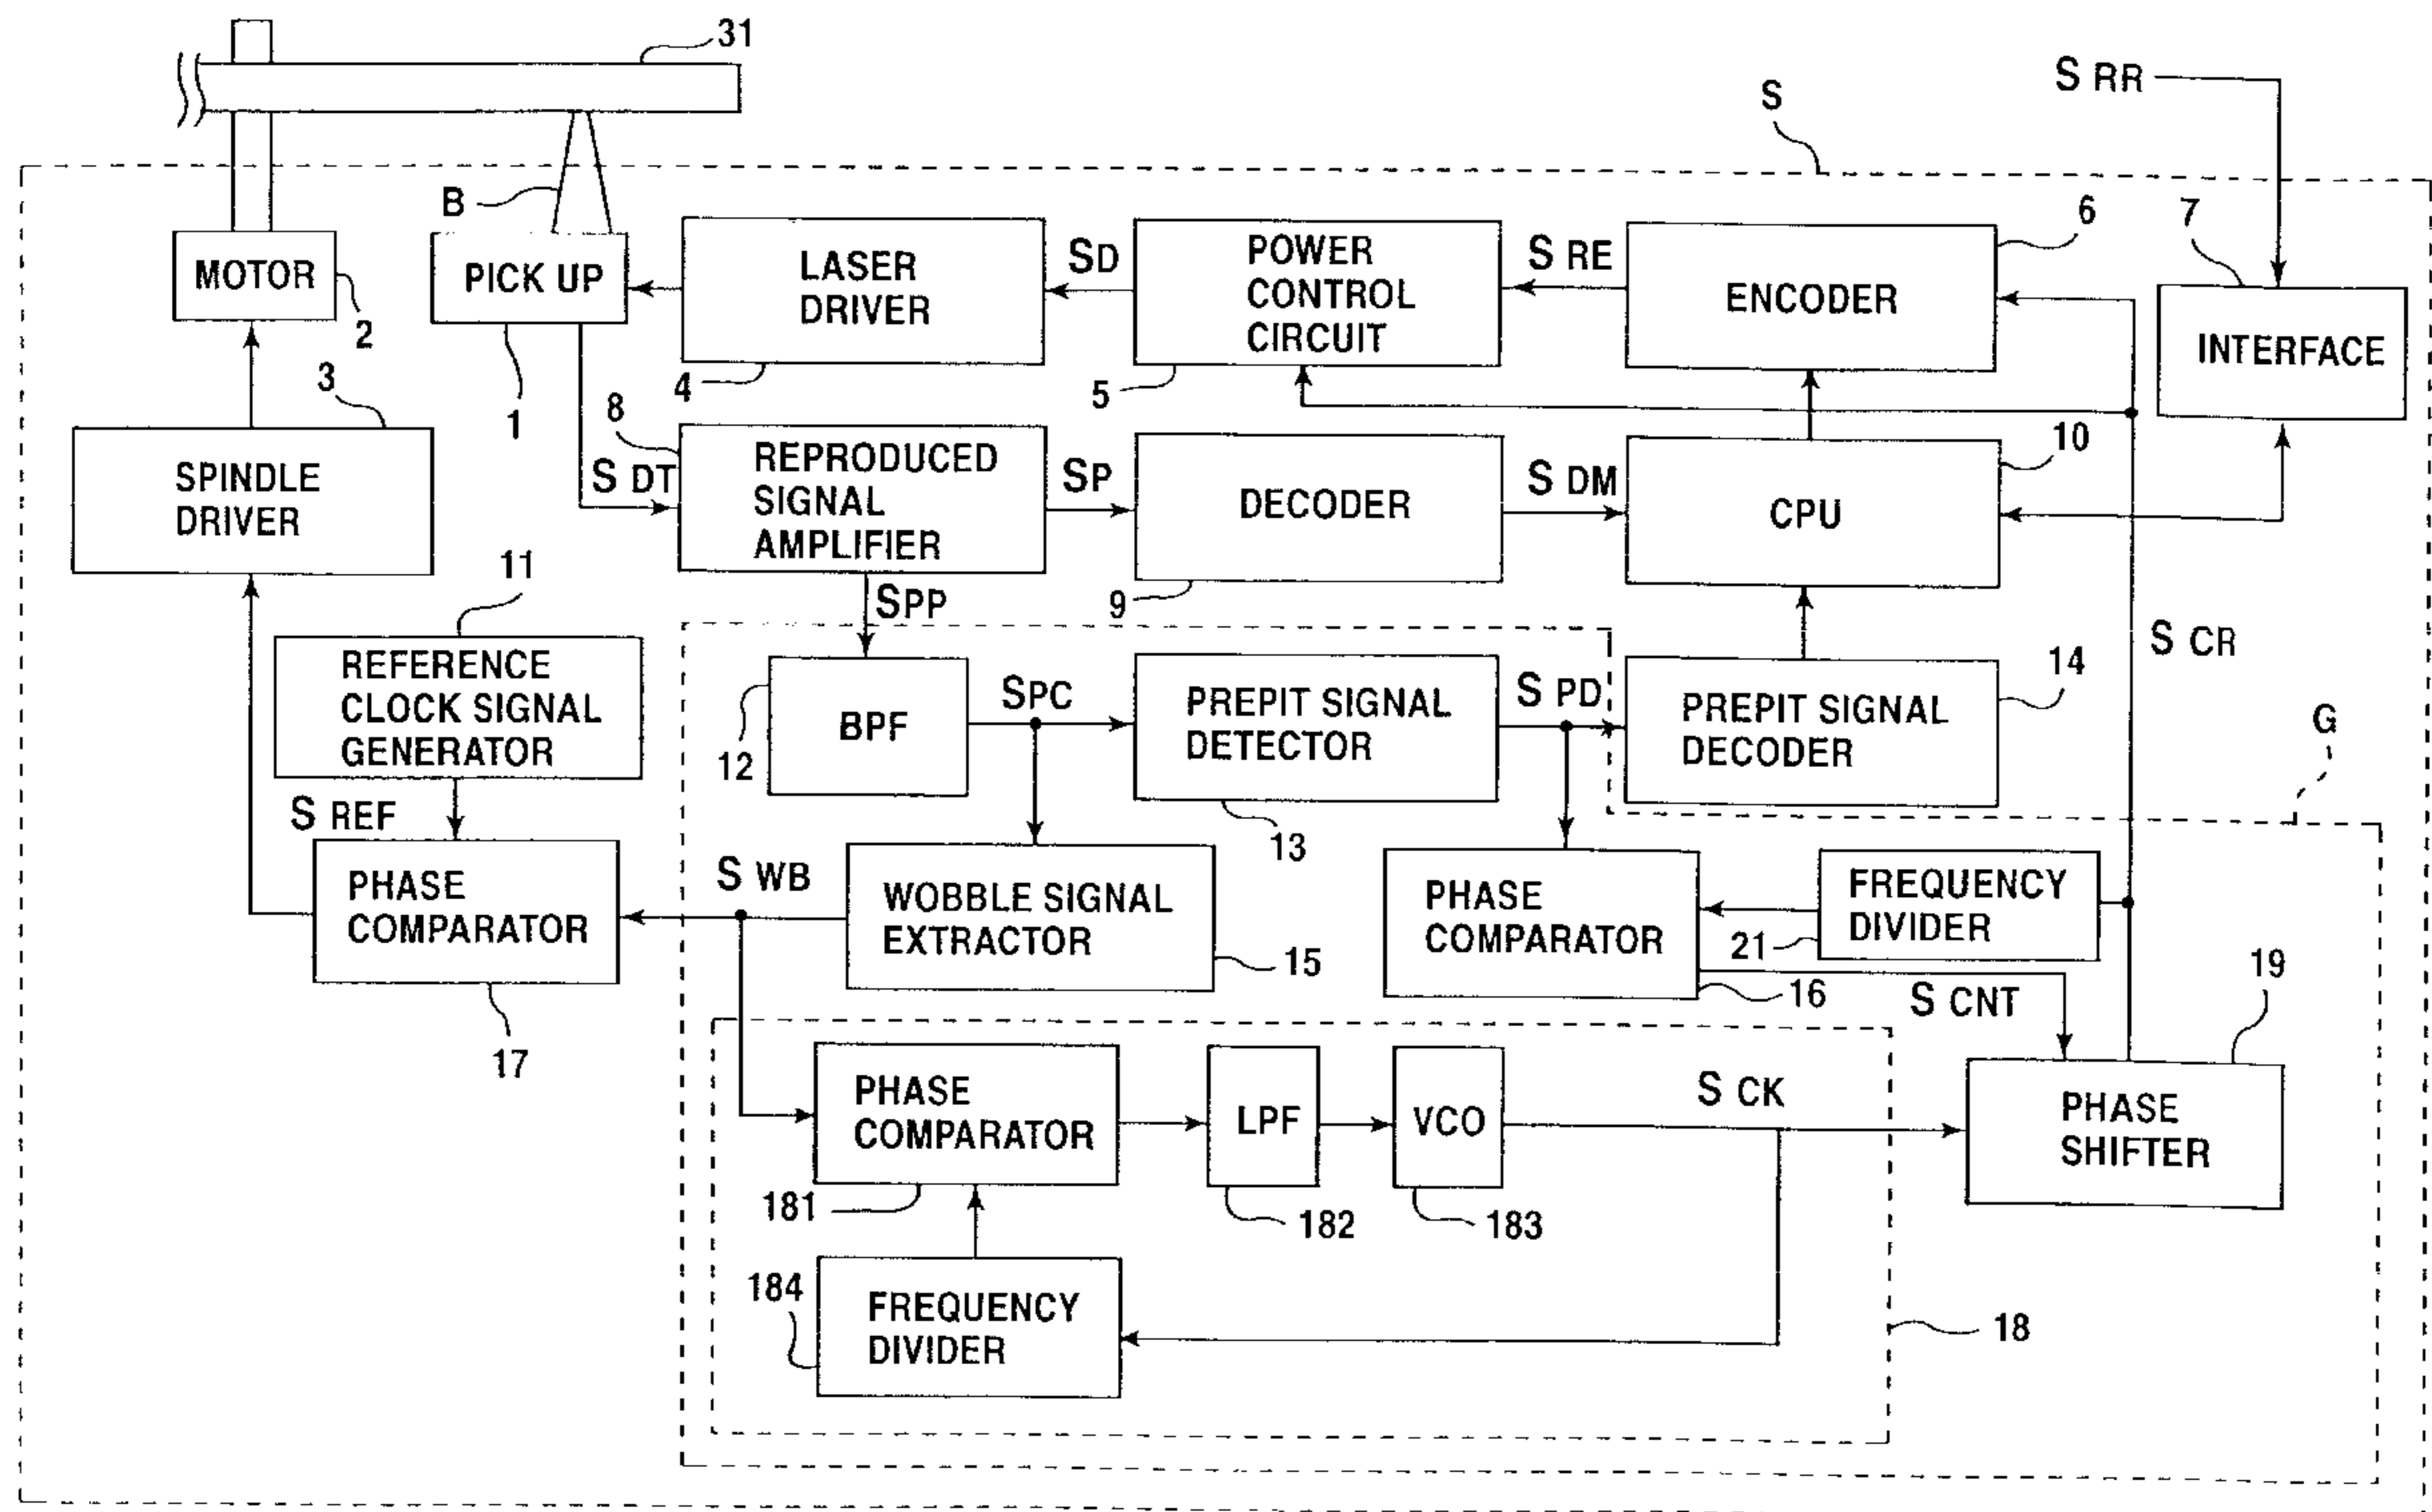 31
S RR
S
B
6
7
MOTOR
PICK UP
LASER
DRIVER
SD
POWER
CONTROL
CIRCUIT
S RE
ENCODER
INTERFACE
2
3
1
4
8
5
10
SPINDLE
DRIVER
S DT
REPRODUCED
SIGNAL
AMPLIFIER
SP
DECODER
S DM
CPU
11
SPP
9
S CR
REFERENCE
CLOCK SIGNAL
GENERATOR
12
BPF
SPC
PREPIT SIGNAL
DETECTOR
S PD
PREPIT SIGNAL
DECODER
14
G
S REF
13
PHASE
COMPARATOR
S WB
WOBBLE SIGNAL
EXTRACTOR
15
PHASE
COMPARATOR
FREQUENCY
DIVIDER
21
16
S CNT
19
17
PHASE
COMPARATOR
LPF
VCO
S CK
PHASE
SHIFTER
181
182
183
184
FREQUENCY
DIVIDER
18